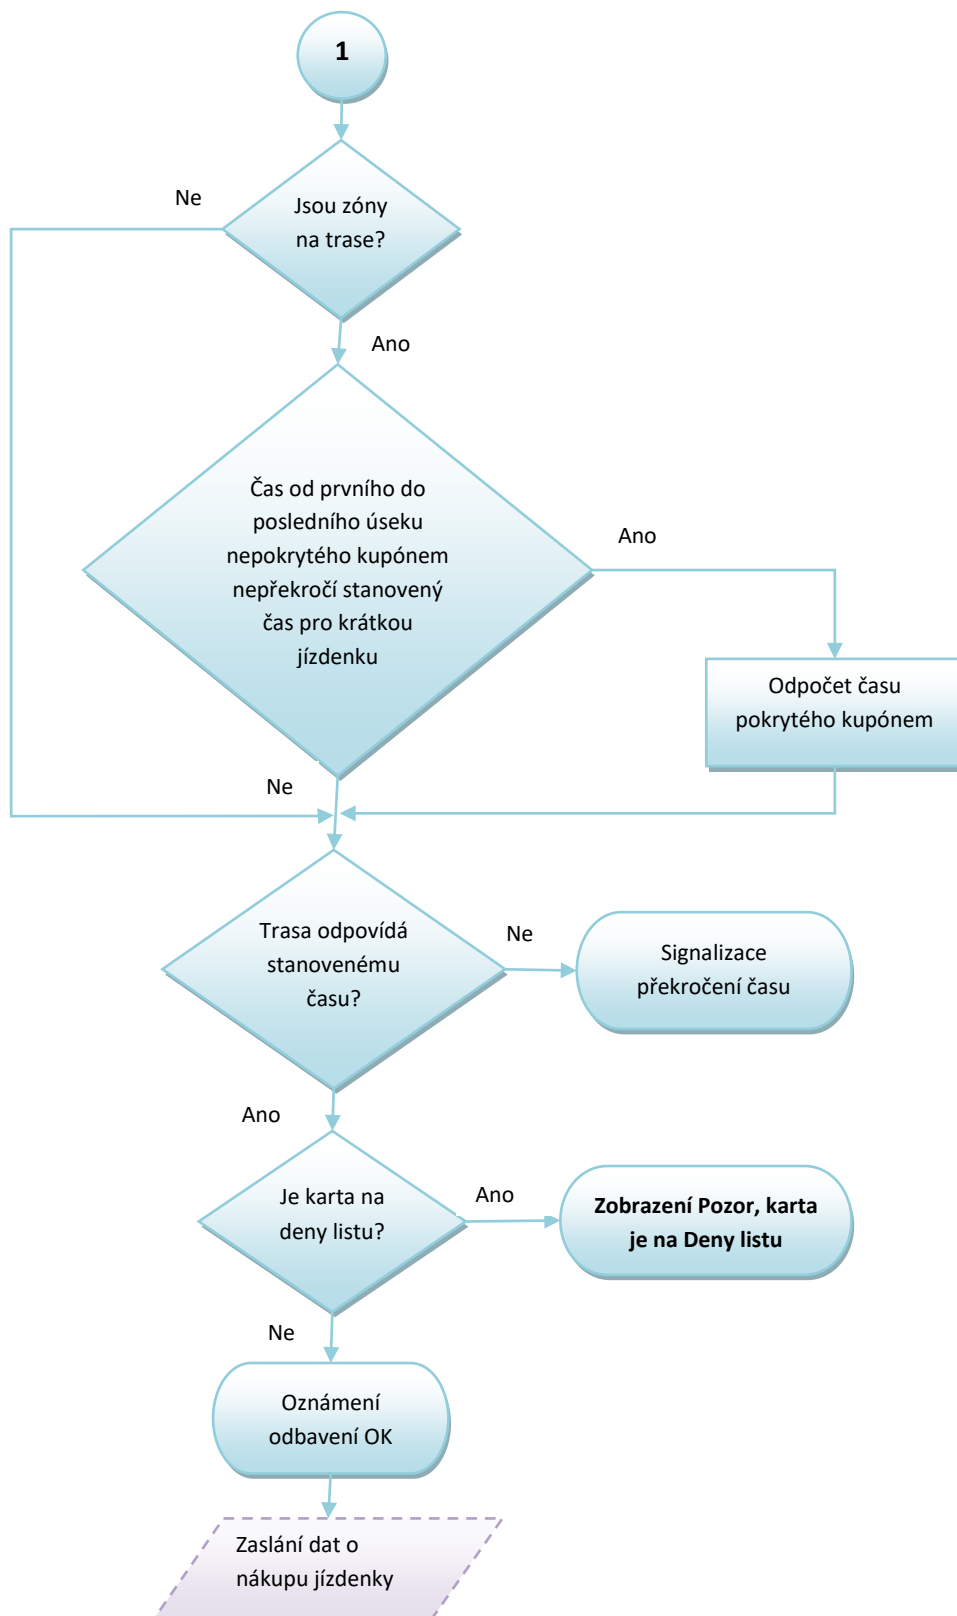 1
Ne
Jsou zóny
na trase?
Ano
Čas od prvního do
posledního úseku
nepokrytého kupónem
nepřekročí stanovený
čas pro krátkou
jízdenku
Ano
Odpočet času
pokrytého kupónem
Ne
Trasa odpovídá
stanovenému
času?
Ne
Signalizace
překročení času
Ano
Je karta na
deny listu?
Ano
Zobrazení Pozor, karta
je na Deny listu
Ne
Oznámení
odbavení OK
Zaslání dat o
nákupu jízdenky